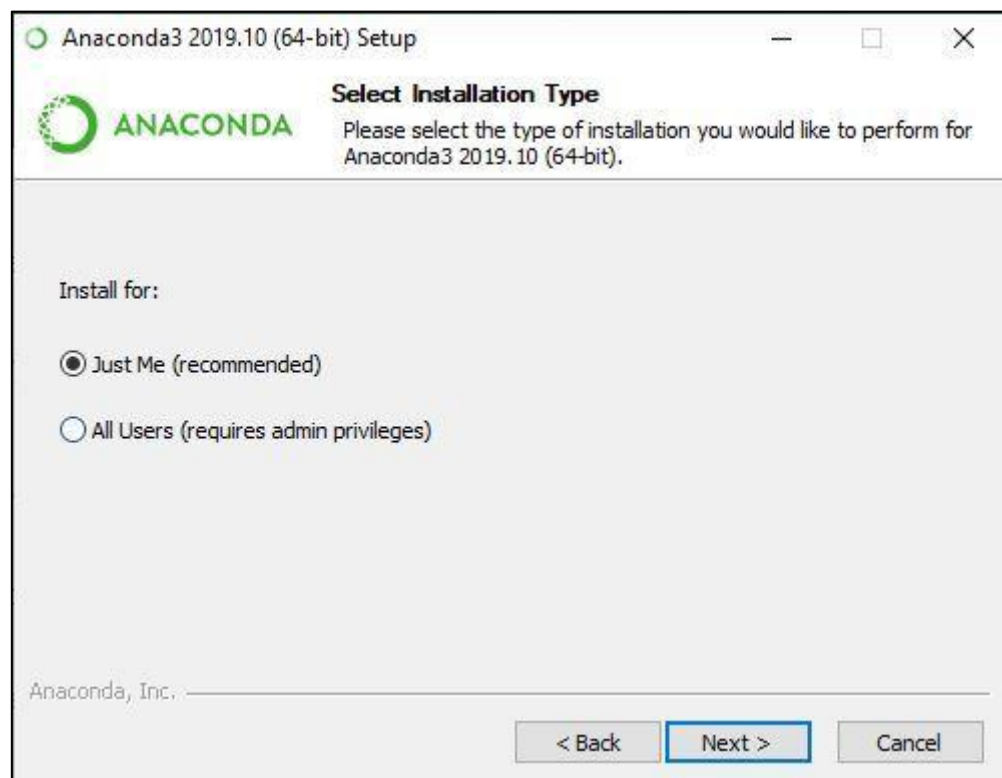 Anaconda3 2019.10 (64-bit) Setup
ANACONDA
Select Installation Type
Please select the type of installation you would like to perform for
Anaconda3 2019.10 (64-bit).
Install for:
Just Me (recommended)
All Users (requires admin privileges)
Anaconda, Inc.
< Back
Next >
Cancel